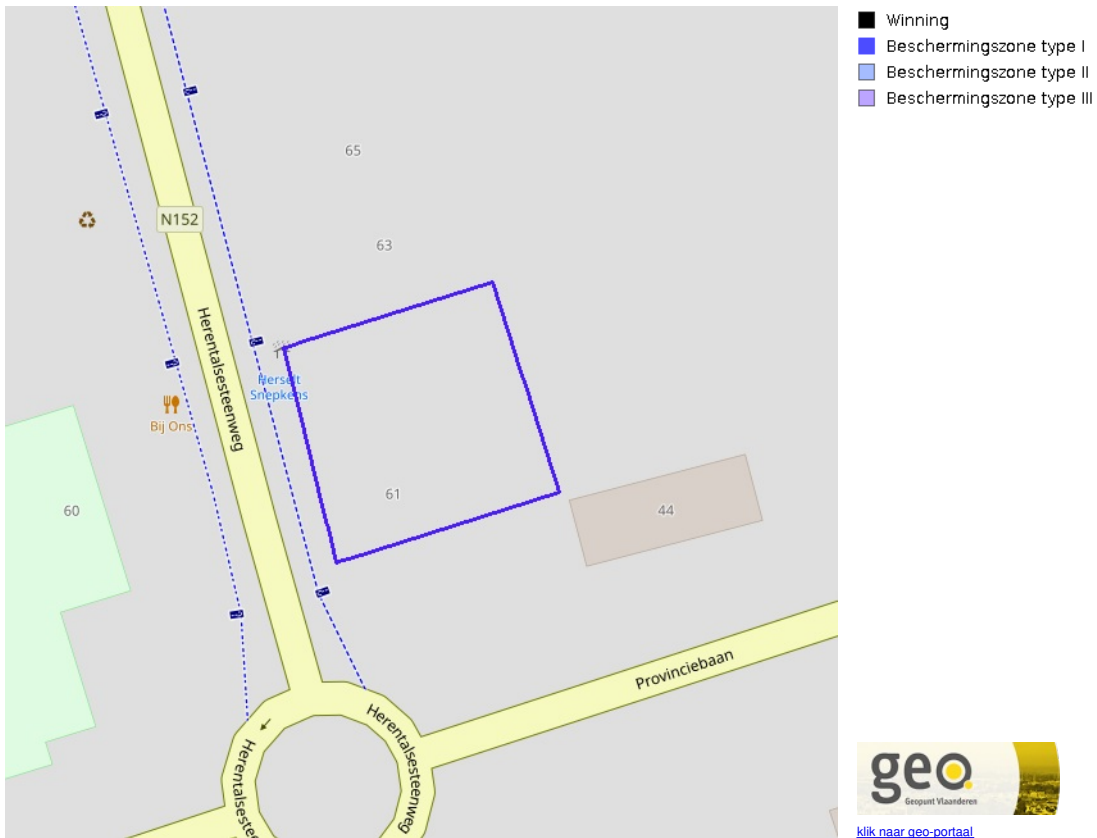 Winning
Beschermingszone type I
Beschermingszone type II
Beschermingszone type III
65
N152
63
Herentalsesteenweg
Herselt
Snepkens
Bij Ons
61
60
44
Provinciebaan
Herentalsesteenweg
Herentalsestee
geo.
Geopunt Vlaanderen
klik naar geo-portaal